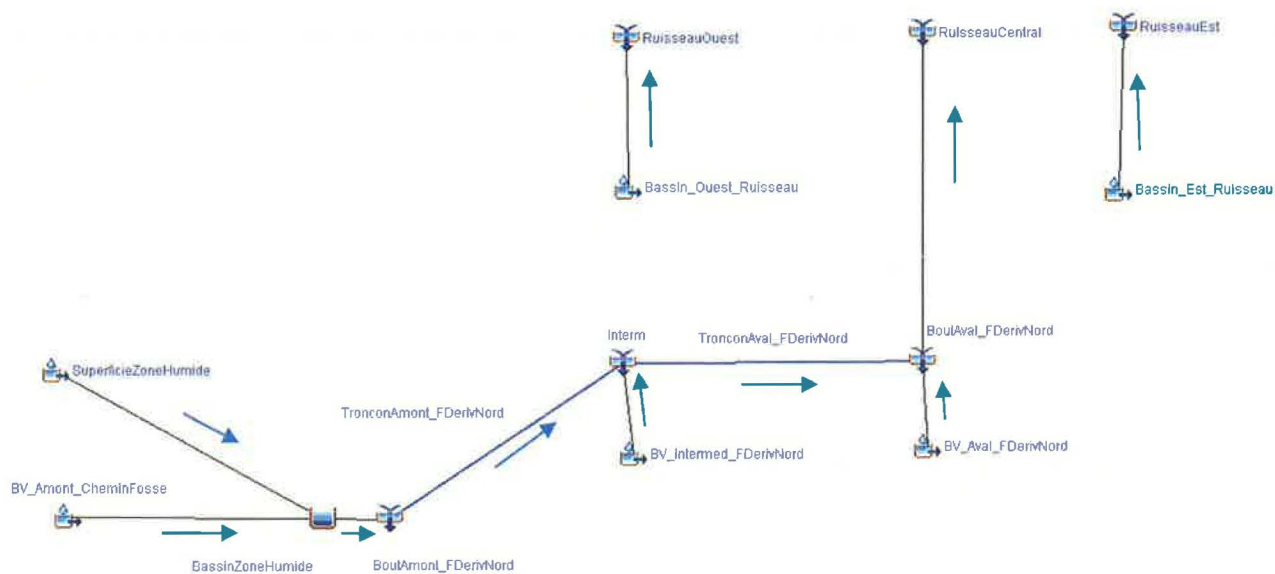 RuisseauOuest
RuisseauCentral
RuisseauEst
Bassin_Ouest_Ruisseau
Bassin_Est_Ruisseau
Interm
TronconAval_FDerivNord
BoutAval_FDerivNord
SuperficieZoneHumide
TronconAmont_FDerivNord
BV_Intermed_FDerivNord
BV_Aval_FDerivNord
BV_Amont_CheminFosse
BassinZoneHumide
BoutAmont_FDerivNord